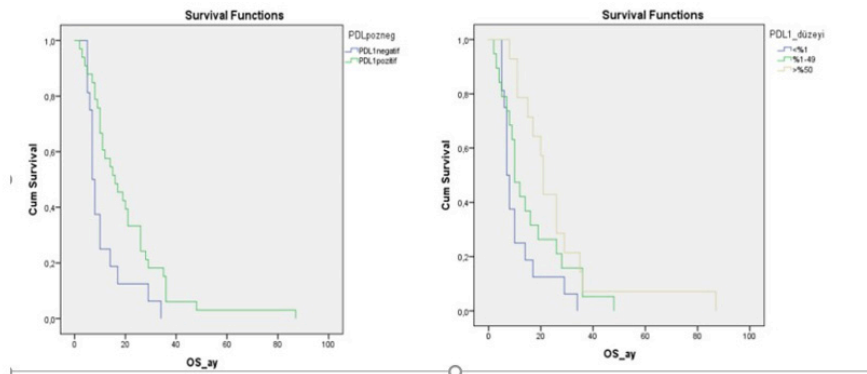 Survival Functions
PDLpozneg
PDL1negatif
PDL1pozitif
1,0
0,8
0,6
0,4
0,2
0,0
Cum Survival
0
20
40
60
80
100
OS_ay
Survival Functions
PDL1_düzeyi
<%1
%1-49
>%50
1,0
0,8
0,6
0,4
0,2
0,0
Cum Survival
0
20
40
60
80
100
OS_ay